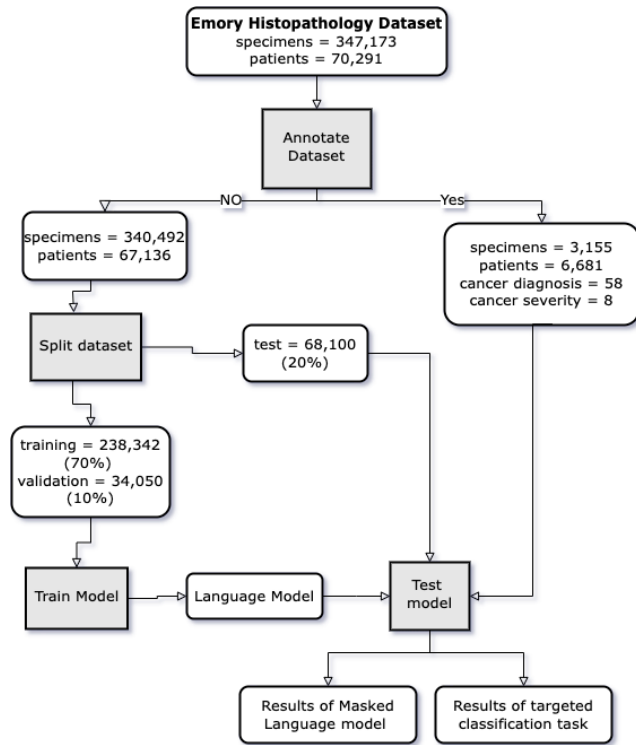 Emory Histopathology Dataset
specimens = 347,173
patients = 70,291
Annotate
Dataset
NO
Yes
specimens = 340,492
patients = 67,136
specimens = 3,155
patients = 6,681
cancer diagnosis = 58
cancer severity = 8
Split dataset
test = 68,100
(20%)
training = 238,342
(70%)
validation = 34,050
(10%)
Train Model
Language Model
Test
model
Results of Masked
Language model
Results of targeted
classification task